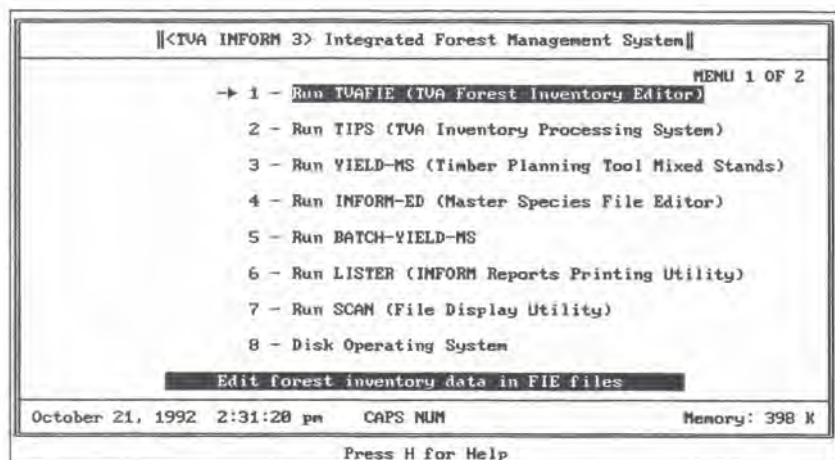 <TVA INFORM 3> Integrated Forest Management System
MENU 1 OF 2
→ 1 - Run TVAFIE (TVA Forest Inventory Editor)
2 - Run TIPS (TVA Inventory Processing System)
3 - Run YIELD-MS (Timber Planning Tool Mixed Stands)
4 - Run INFORM-ED (Master Species File Editor)
5 - Run BATCH-YIELD-MS
6 - Run LISTER (INFORM Reports Printing Utility)
7 - Run SCAN (File Display Utility)
8 - Disk Operating System
Edit forest inventory data in FIE files
October 21, 1992 2:31:20 pm CAPS NUM Memory: 398 K
Press H for Help